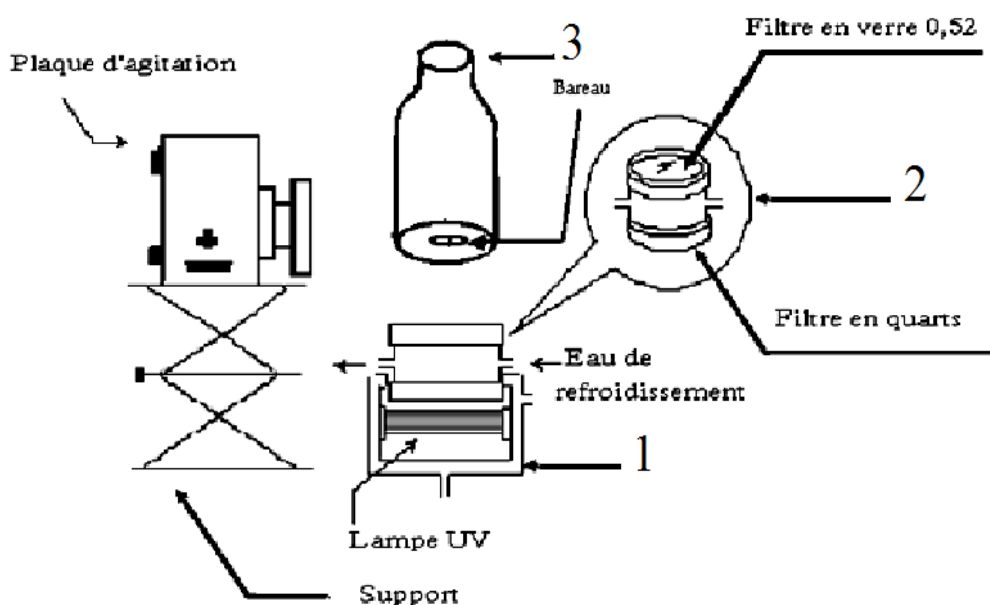 Filtre en verre 0,52
3
Plaque d'agitation
Bareau
2
Filtre en quarts
Eau de
refroidissement
1
Lampe UV
Support